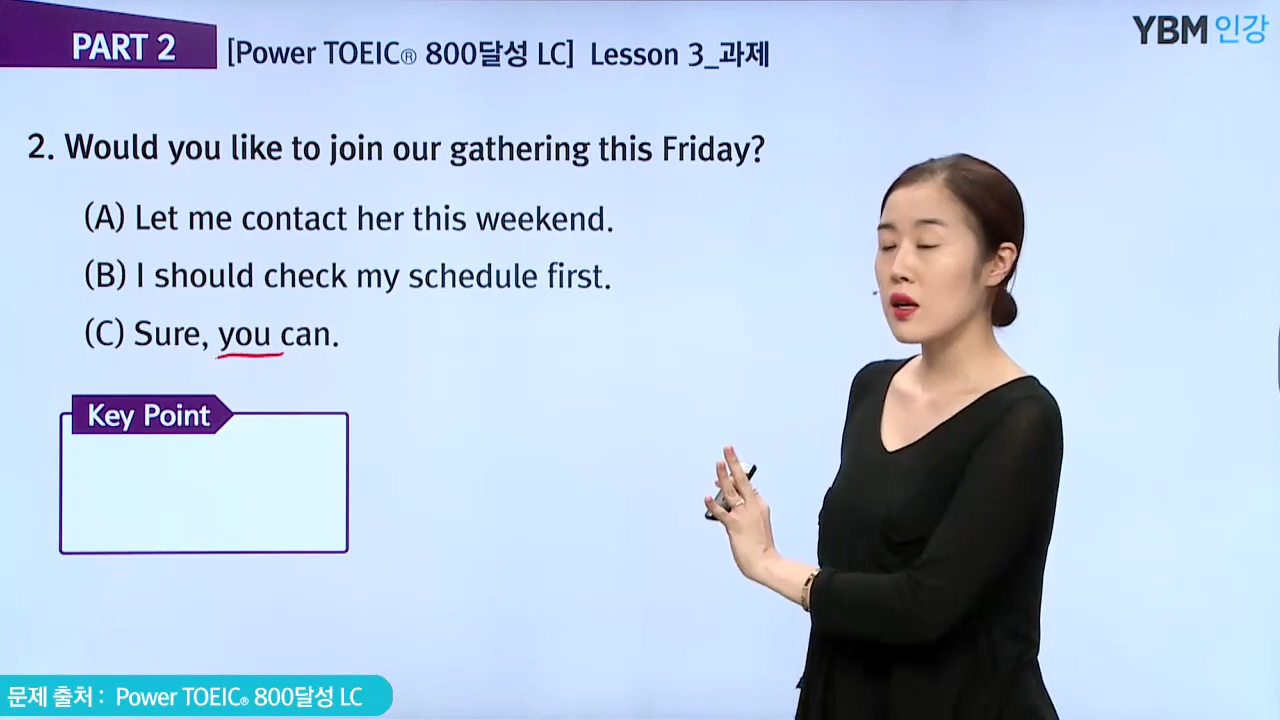 PART 2
[Power TOEIC® 800달성 LC] Lesson 3_과제
YBM 인강
2. Would you like to join our gathering this Friday?
(A) Let me contact her this weekend.
(B) I should check my schedule first.
(C) Sure, you can.
Key Point
문제 출처 : Power TOEIC® 800달성 LC